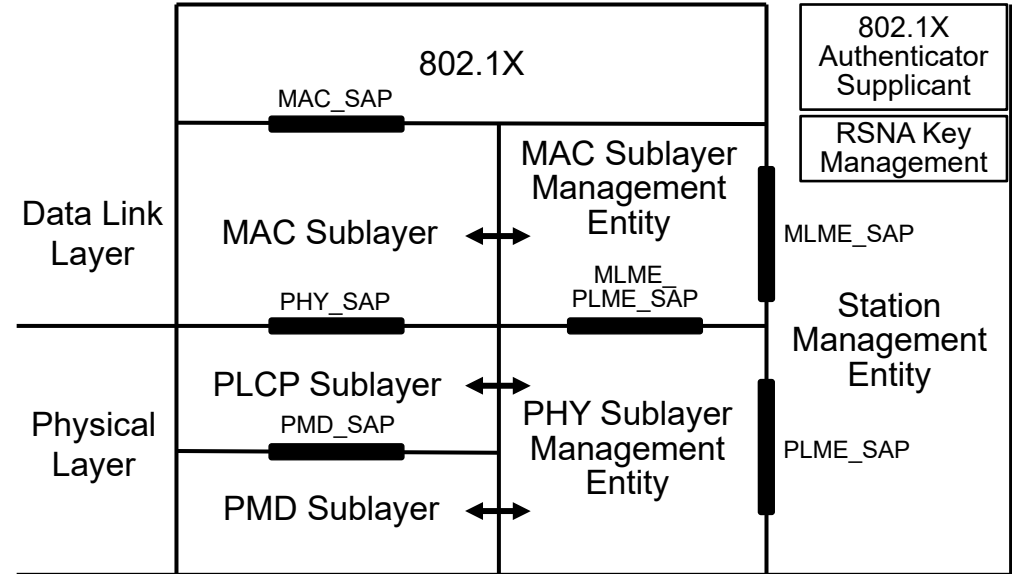 802.1X
MAC_SAP
802.1X
Authenticator
Supplicant
RSNA Key
Management
Data Link
Layer
MAC Sublayer
MAC Sublayer
Management
Entity
MLME_SAP
PHY_SAP
MLME_
PLME_SAP
Station
Management
Entity
Physical
Layer
PLCP Sublayer
PMD_SAP
PMD Sublayer
PHY Sublayer
Management
Entity
PLME_SAP